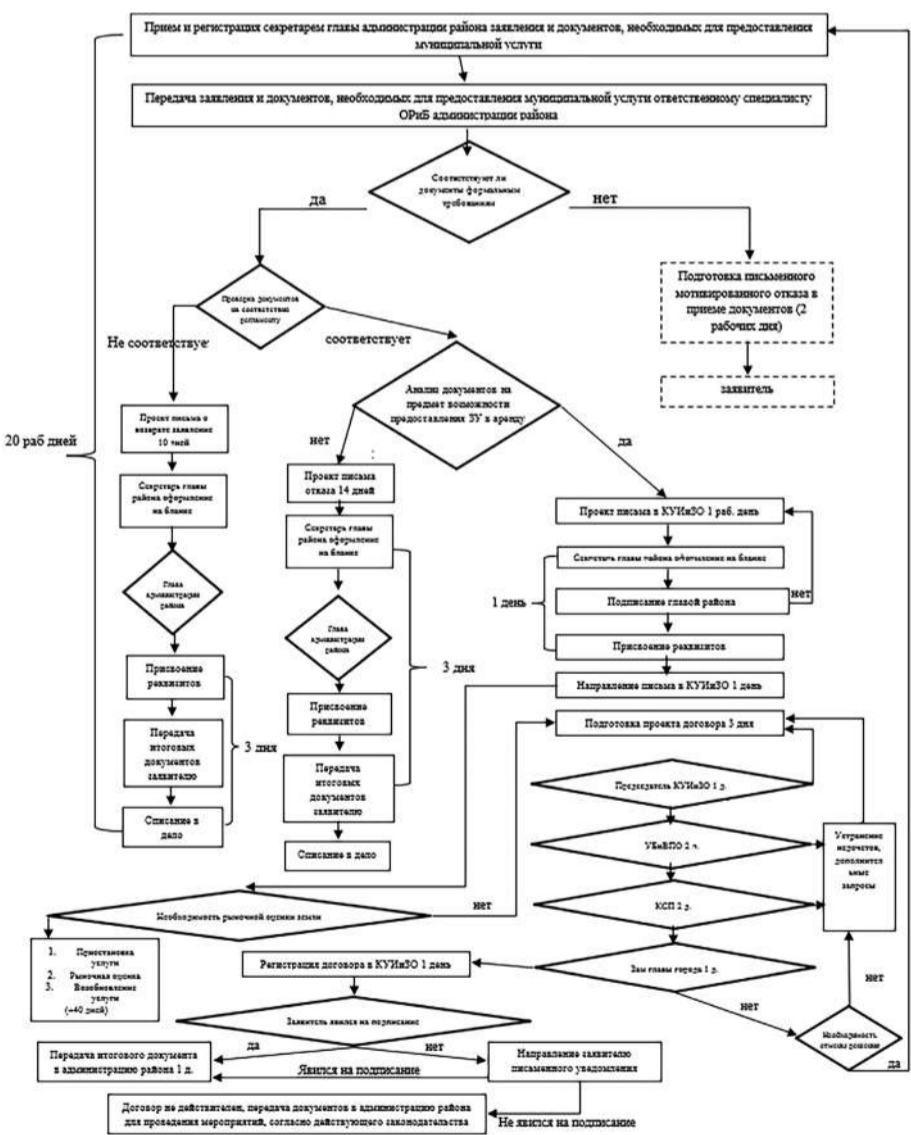 Прием и регистрация секретарем главы администрации района заявления и документов, необходимых для предоставления
муниципальной услуги
Передача заявления и документов, необходимых для предоставления муниципальной услуги ответственному специалисту
ОРиБ администрации района
Соответствуют ли
документы формальным
требованиям
да
нет
Подготовка письменного
мотивированного отказа в
приеме документов (2
рабочих дня)
заявитель
Проверка документов
на соответствие
регламенту
Не соответствуе
соответствует
Анализ документов на
предмет возможности
предоставления ЗУ в аренду
20 раб дней
Проект письма о
возврате заявление
10 дней
Секретарь главы
района оформление
на бланке
Глава
администрации
района
Присвоение
реквизитов
Передача
итоговых
документов
заявителю
Списание в
дело
3 дня
нет
:
Проект письма
отказа 14 дней
Секретарь главы
района оформление
на бланке
Глава
администрации
района
Присвоение
реквизитов
Передача
итоговых
документов
заявителю
Списание в дело
3 дня
да
Проект письма в КУИиЗО 1 раб. день
Секретарь главы района оформление на бланке
1 день
Подписание главой района
нет
Присвоение реквизитов
Направление письма в КУИиЗО 1 день
Подготовка проекта договора 3 дня
Председатель КУИиЗО 1 д.
УБиВПО 2 ч.
КСП 2 д.
Зам главы города 1 д.
Устранение
недочетов,
дополнитель
ные
запросы
нет
нет
Необходимость
отмены решения
да
Необходимость рыночной оценки земли
нет
1. Приостановка
услуги
2. Рыночная оценка
3. Возобновление
услуги
(+40 дней)
Регистрация договора в КУИиЗО 1 день
Заявитель явился на подписание
да
нет
Передача итогового документа
в администрацию района 1 д.
Явился на подписание
Направление заявителю
письменного уведомления
Договор не действителен, передача документов в администрацию района
для проведения мероприятий, согласно действующего законодательства
Не явился на подписание